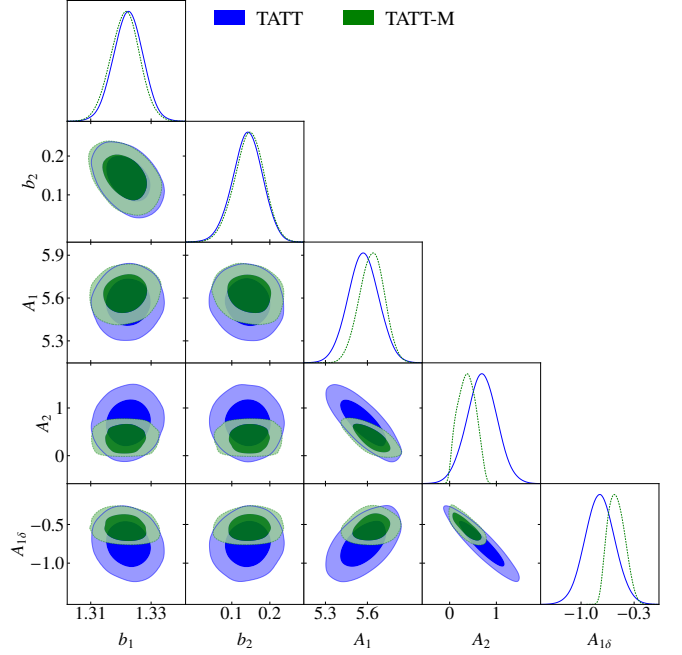 TATT TATT-M
0.2
b₂
0.1
5.9
A₁
5.6
5.3
1
A₂
0
−0.5
A₁δ
−1.0
1.31 1.33 0.1 0.2 5.3 5.6 0 1 −1.0 −0.3
b₁ b₂ A₁ A₂ A₁δ